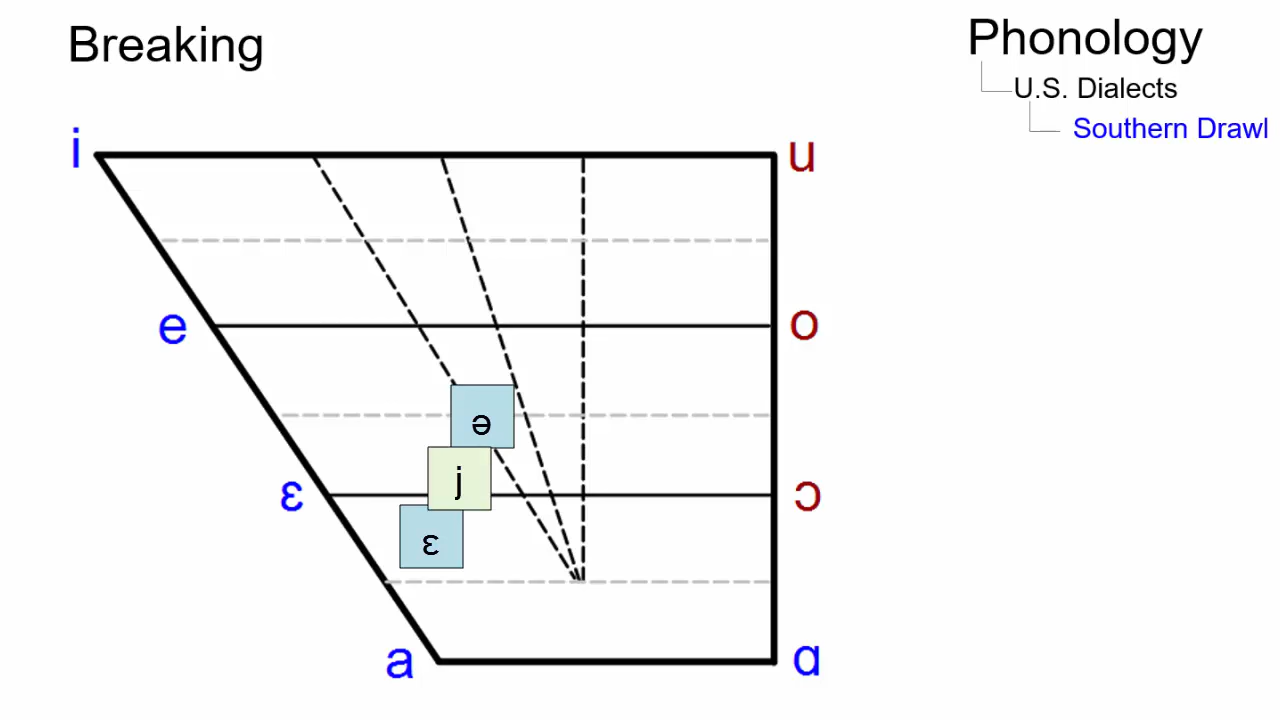 Breaking
Phonology
U.S. Dialects
Southern Drawl
i
u
e
o
ə
j
ɛ
ɔ
ɛ
a
ɑ